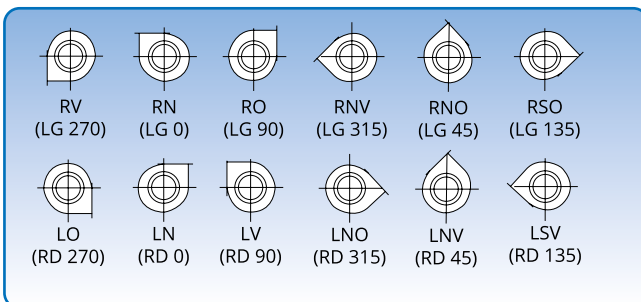 RV RN RO RNV RNO RSO
(LG 270) (LG 0) (LG 90) (LG 315) (LG 45) (LG 135)
LO LN LV LNO LNV LSV
(RD 270) (RD 0) (RD 90) (RD 315) (RD 45) (RD 135)